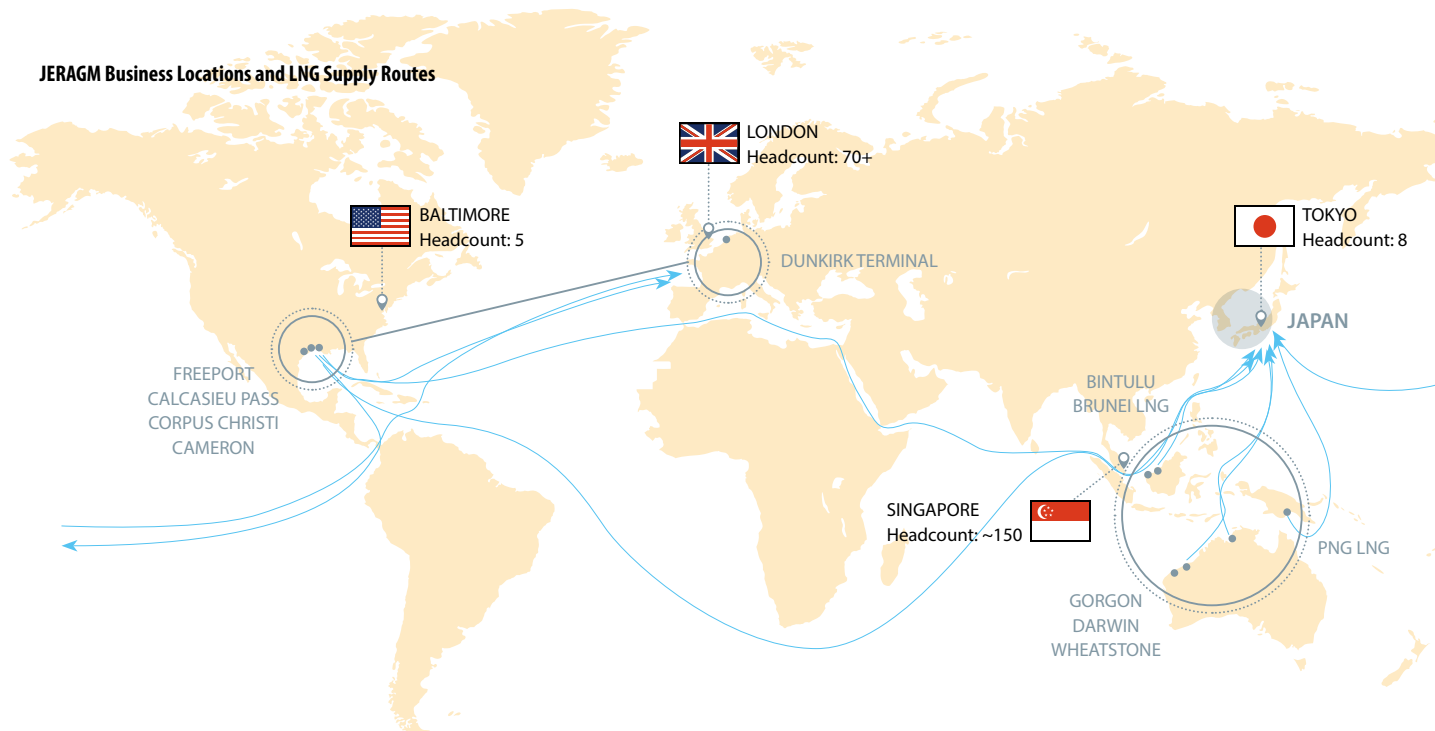 JERAGM Business Locations and LNG Supply Routes
LONDON
Headcount: 70+
BALTIMORE
Headcount: 5
TOKYO
Headcount: 8
DUNKIRK TERMINAL
JAPAN
FREEPORT
CALCASIEU PASS
CORPUS CHRISTI
CAMERON
BINTULU
BRUNEI LNG
SINGAPORE
Headcount: ~150
PNG LNG
GORGON
DARWIN
WHEATSTONE